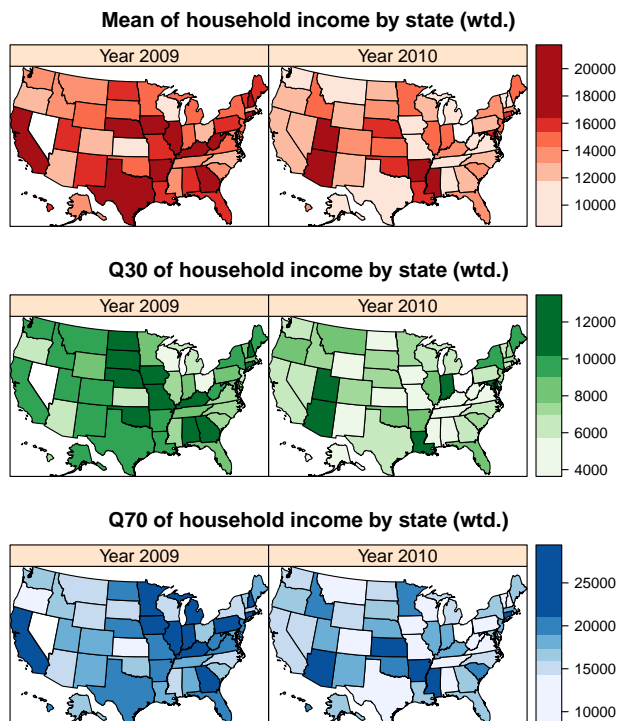 Mean of household income by state (wtd.)
Year 2009 Year 2010
20000
18000
16000
14000
12000
10000
Q30 of household income by state (wtd.)
Year 2009 Year 2010
12000
10000
8000
6000
4000
Q70 of household income by state (wtd.)
Year 2009 Year 2010
25000
20000
15000
10000